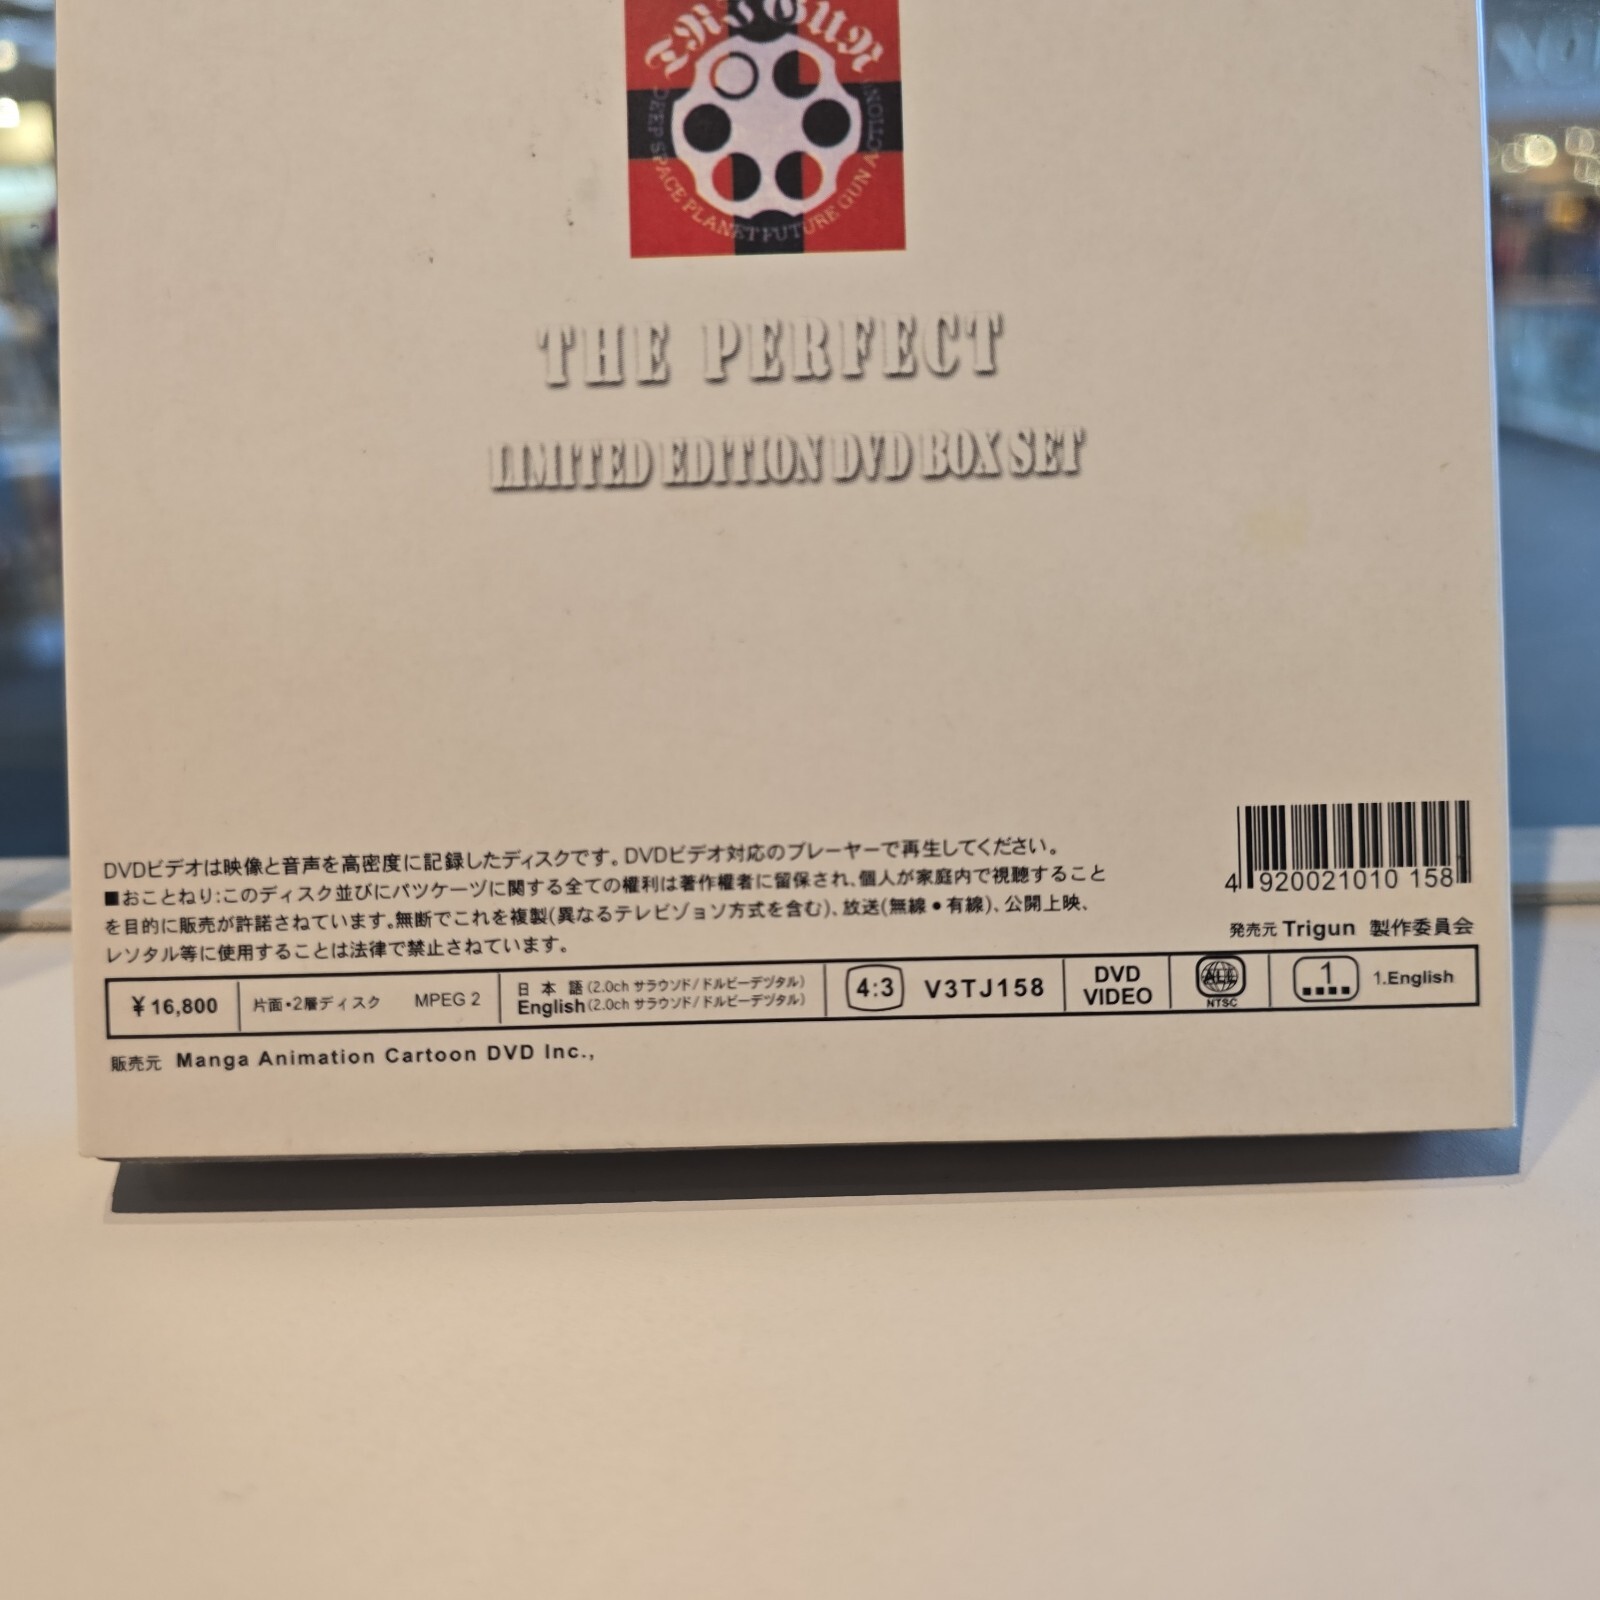 TRIGUN
DEEP SPACE PLANET FUTURE GUN ACTION
THE PERFECT
LIMITED EDITION DVD BOX SET
DVDビデオは映像と音声を高密度に記録したディスクです。DVDビデオ対応のプレーヤーで再生してください。
■おことねり:このディスク並びにパツケーヅに関する全ての權利は著作權者に留保され、個人が家庭内で視聴すること
を目的に販売が許諾さねています。無断でこれを複製(異なるテレビゾョソ方式を含む)、放送(無線●有線)、公開上映、
レソタル等に使用することは法律で禁止さねています。
4 920021010 158
発売元 Trigun 製作委員会
¥16,800 片面・2層ディスク MPEG 2
日本語(2.0ch サラウソド/ドルビーデヅタル)
English(2.0ch サラウソド/ドルビーデヅタル)
4:3 V3TJ158 DVD VIDEO ALL NTSC 1 1.English
販売元 Manga Animation Cartoon DVD Inc.,